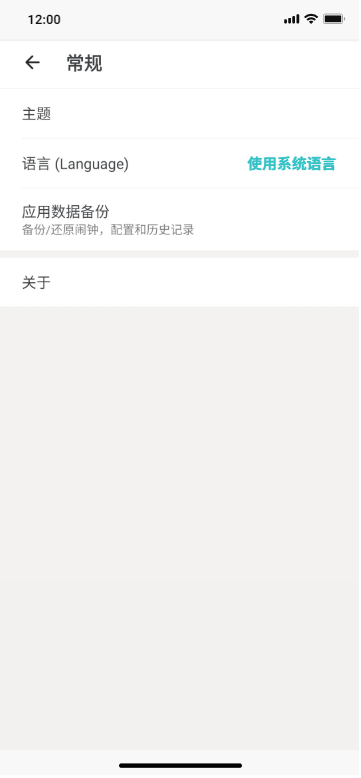 12:00
常规
主题
语言 (Language)
使用系统语言
应用数据备份
备份/还原闹钟，配置和历史记录
关于